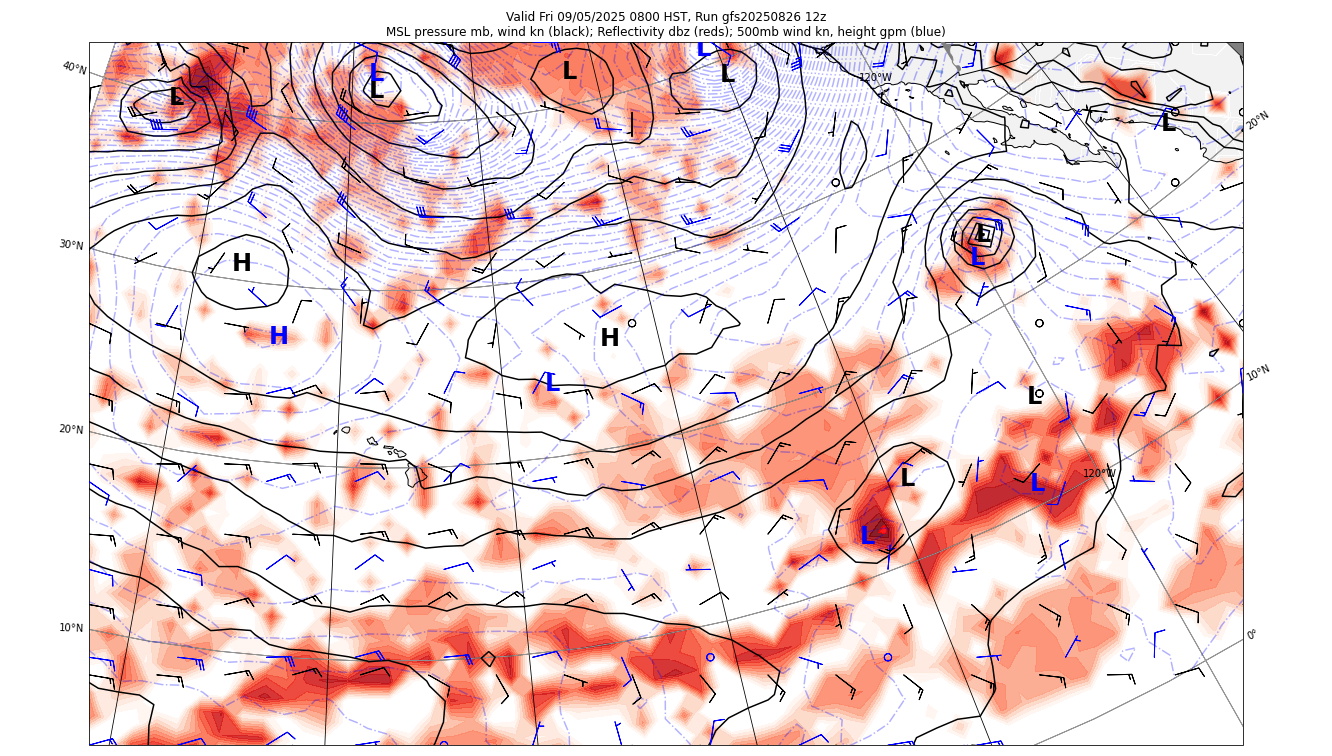 Valid Fri 09/05/2025 0800 HST, Run gfs20250826 12z
MSL pressure mb, wind kn (black); Reflectivity dbz (reds); 500mb wind kn, height gpm (blue)
L
L
L
L
L
40°N
120°W
L
L
20°N
L
30°N
H
L
L
H
H
10°N
L
L
20°N
120°W
L
L
L
10°N
0°